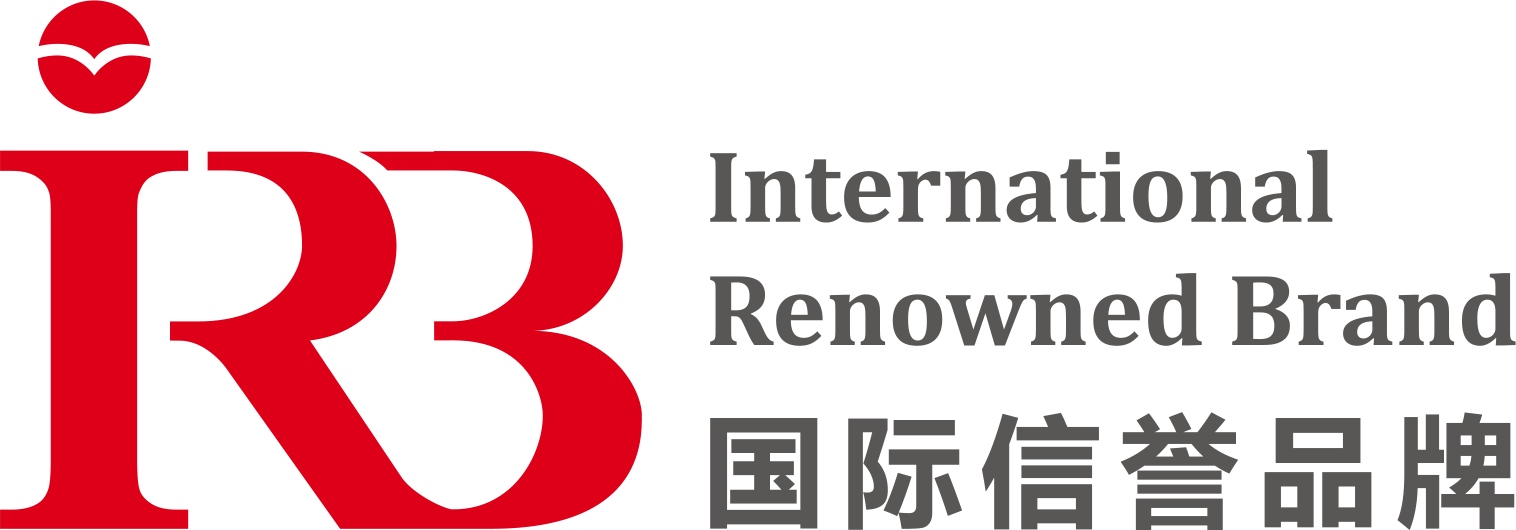 IRB
International
Renowned Brand
国际信誉品牌